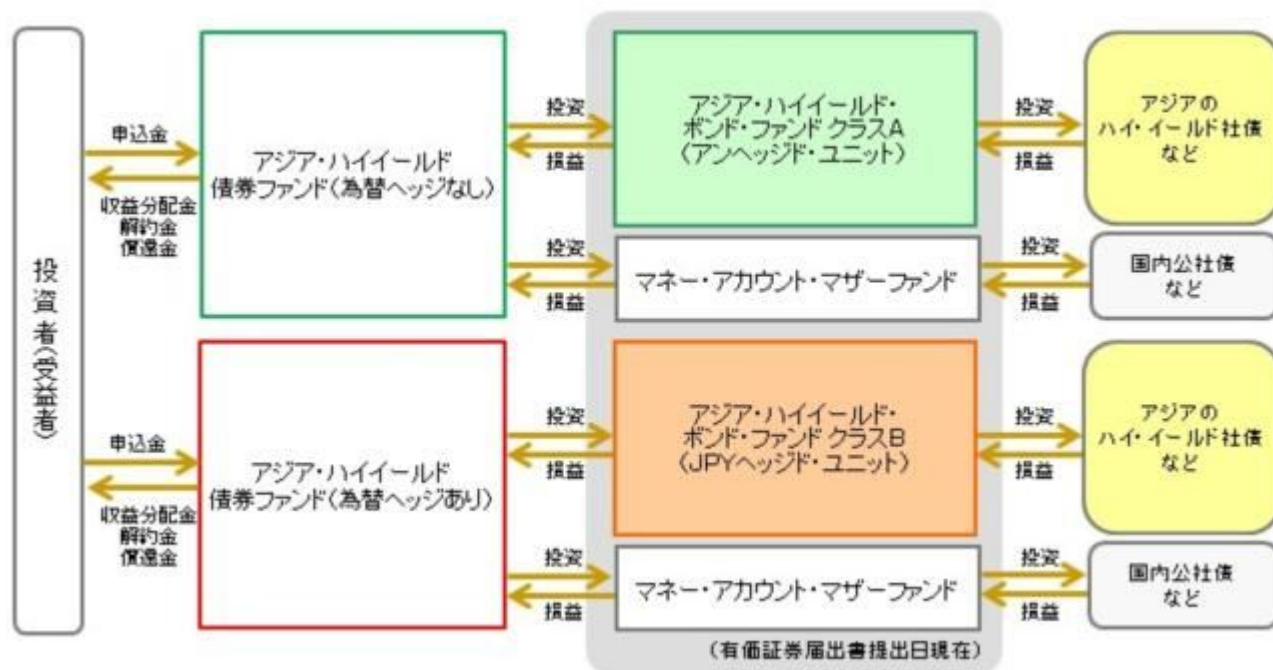 投資者(受益者)
申込金
収益分配金
解約金
償還金
アジア・ハイイールド
債券ファンド(為替ヘッジなし)
投資
損益
アジア・ハイイールド・
ボンド・ファンド クラスA
(アンヘッジド・ユニット)
投資
損益
アジアの
ハイ・イールド社債
など
投資
損益
マネー・アカウント・マザーファンド
投資
損益
国内公社債
など
申込金
収益分配金
解約金
償還金
アジア・ハイイールド
債券ファンド(為替ヘッジあり)
投資
損益
アジア・ハイイールド・
ボンド・ファンド クラスB
(JPYヘッジド・ユニット)
投資
損益
アジアの
ハイ・イールド社債
など
投資
損益
マネー・アカウント・マザーファンド
投資
損益
国内公社債
など
(有価証券届出書提出日現在)